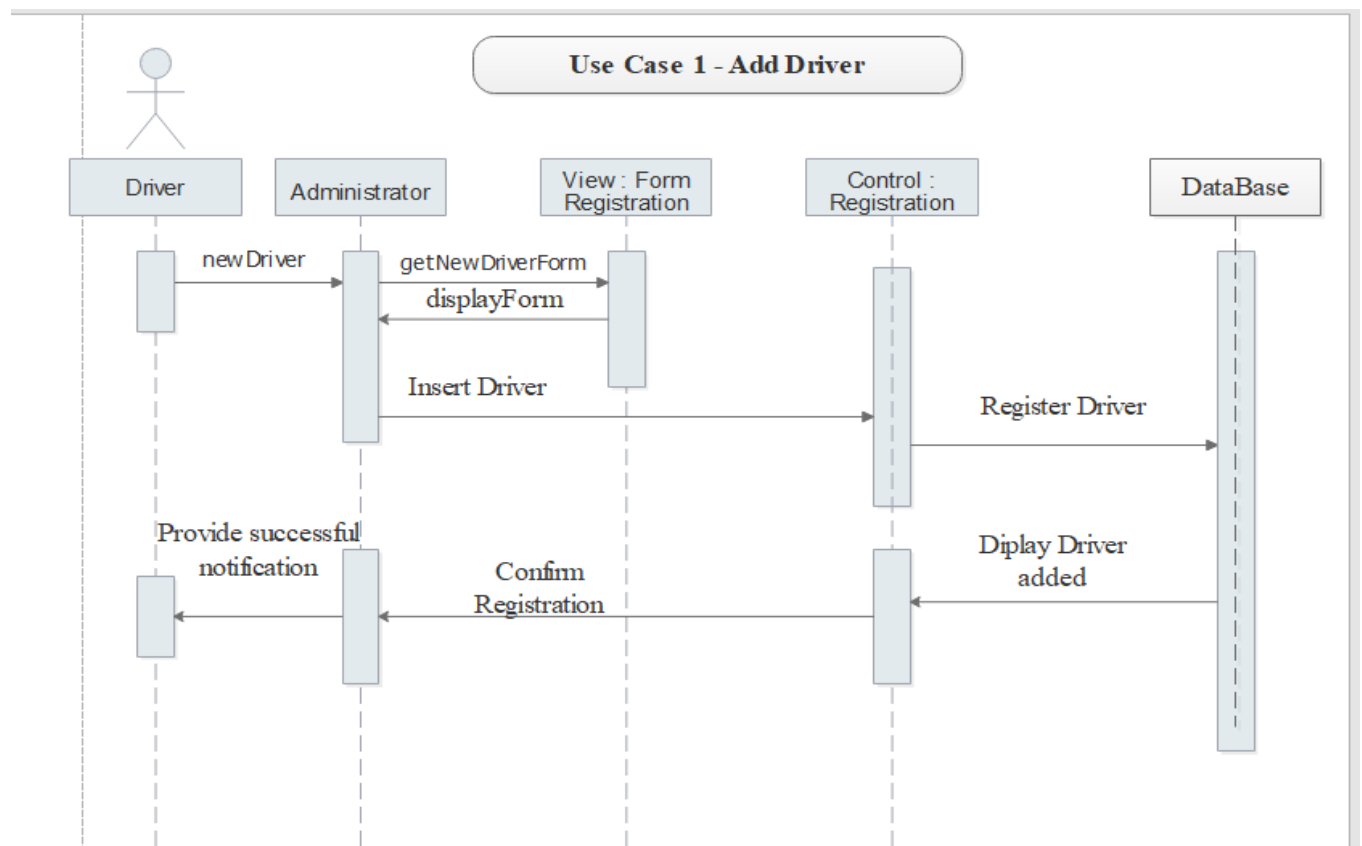 Use Case 1 - Add Driver
Driver
Administrator
View : Form
Registration
Control :
Registration
DataBase
newDriver
getNewDriverForm
displayForm
Insert Driver
Register Driver
Provide successful
notification
Confirm
Registration
Diplay Driver
added